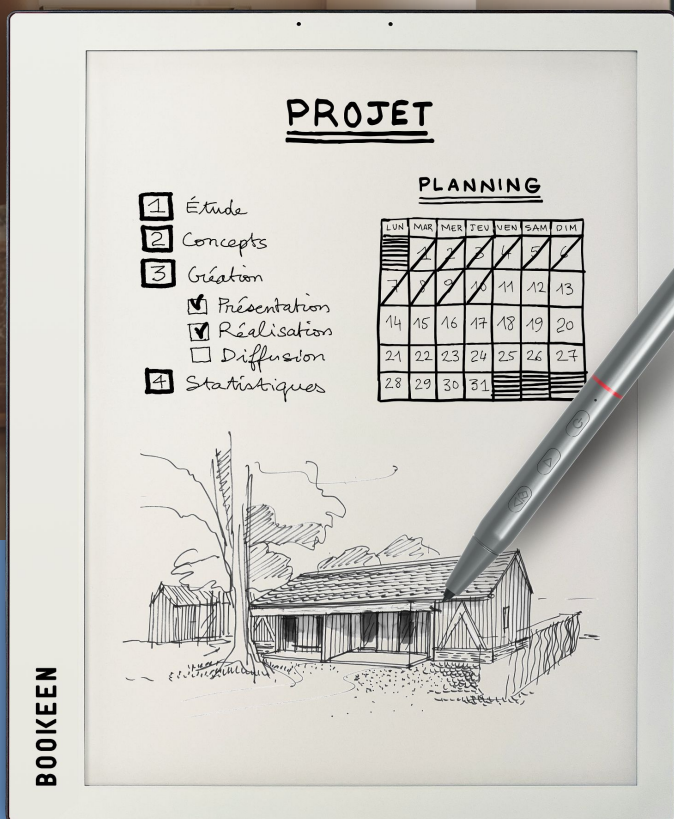 PROJET
1 Étude
2 Concepts
3 Création
Présentation
Réalisation
Diffusion
4 Statistiques
PLANNING
LUN MAR MER JEU VEN SAM DIM
1 2 3 4 5 6
7 8 9 10 11 12 13
14 15 16 17 18 19 20
21 22 23 24 25 26 27
28 29 30 31
BOOKEEN